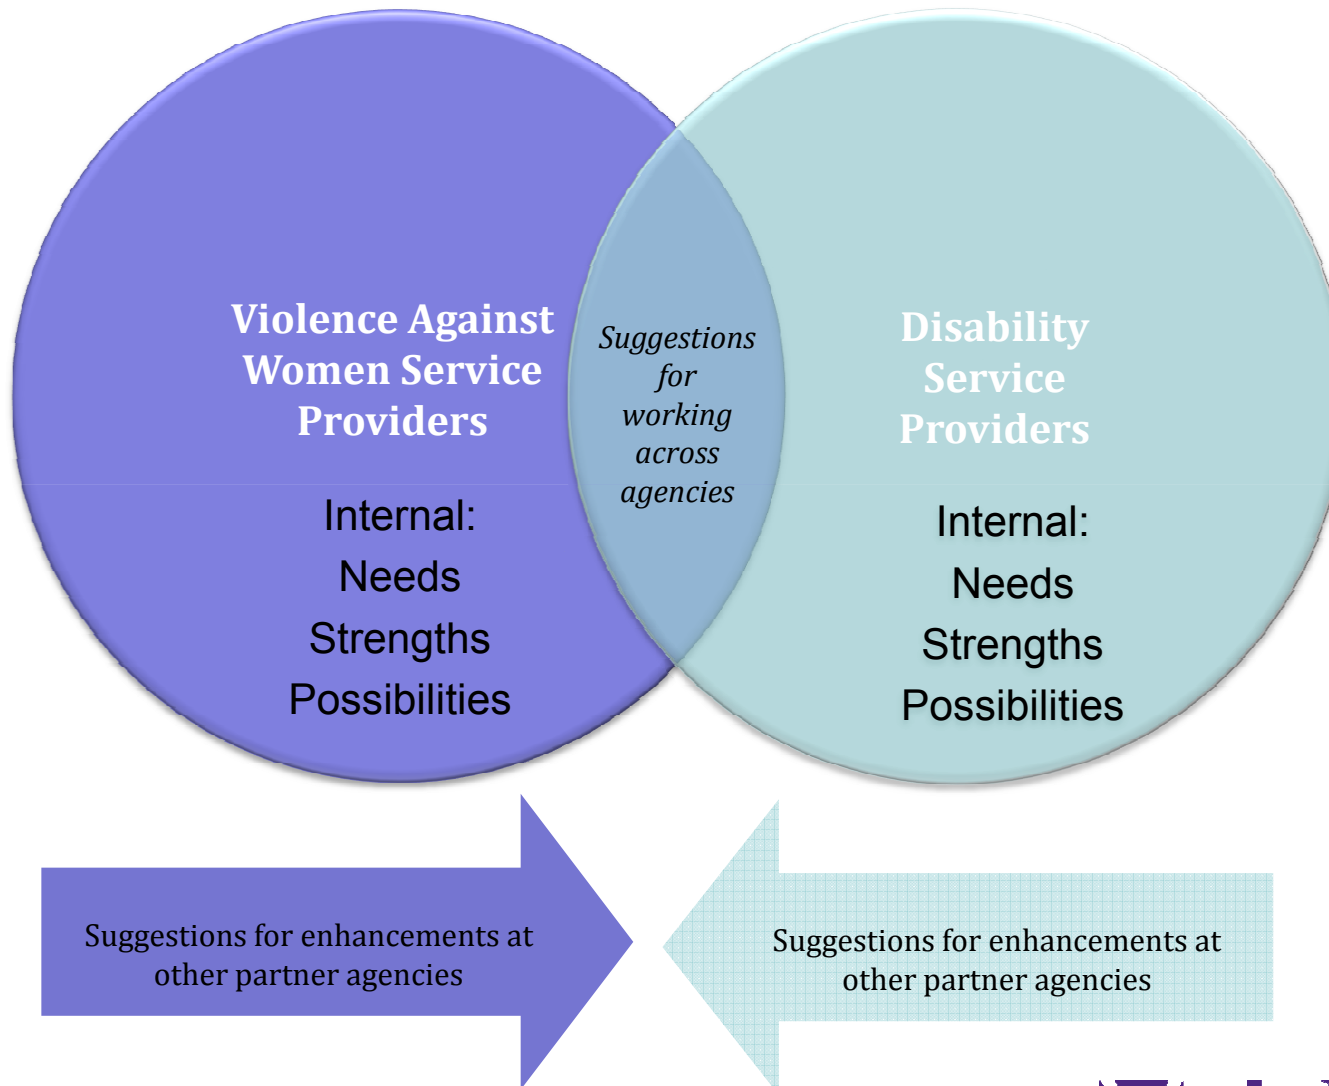 Violence Against
Women Service
Providers
Internal:
Needs
Strengths
Possibilities
Suggestions
for
working
across
agencies
Disability
Service
Providers
Internal:
Needs
Strengths
Possibilities
Suggestions for enhancements at
other partner agencies
Suggestions for enhancements at
other partner agencies